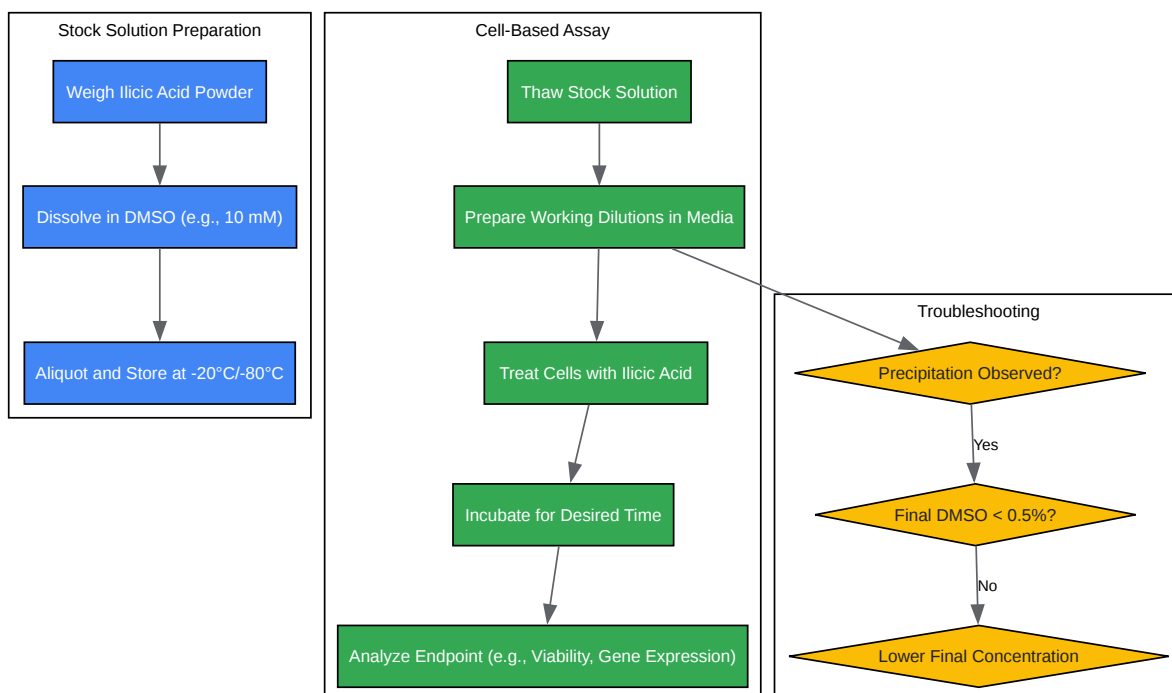 Stock Solution Preparation
Weigh Ilicic Acid Powder
Dissolve in DMSO (e.g., 10 mM)
Aliquot and Store at -20°C/-80°C
Cell-Based Assay
Thaw Stock Solution
Prepare Working Dilutions in Media
Treat Cells with Ilicic Acid
Incubate for Desired Time
Analyze Endpoint (e.g., Viability, Gene Expression)
Troubleshooting
Precipitation Observed?
Yes
Final DMSO < 0.5%?
No
Lower Final Concentration